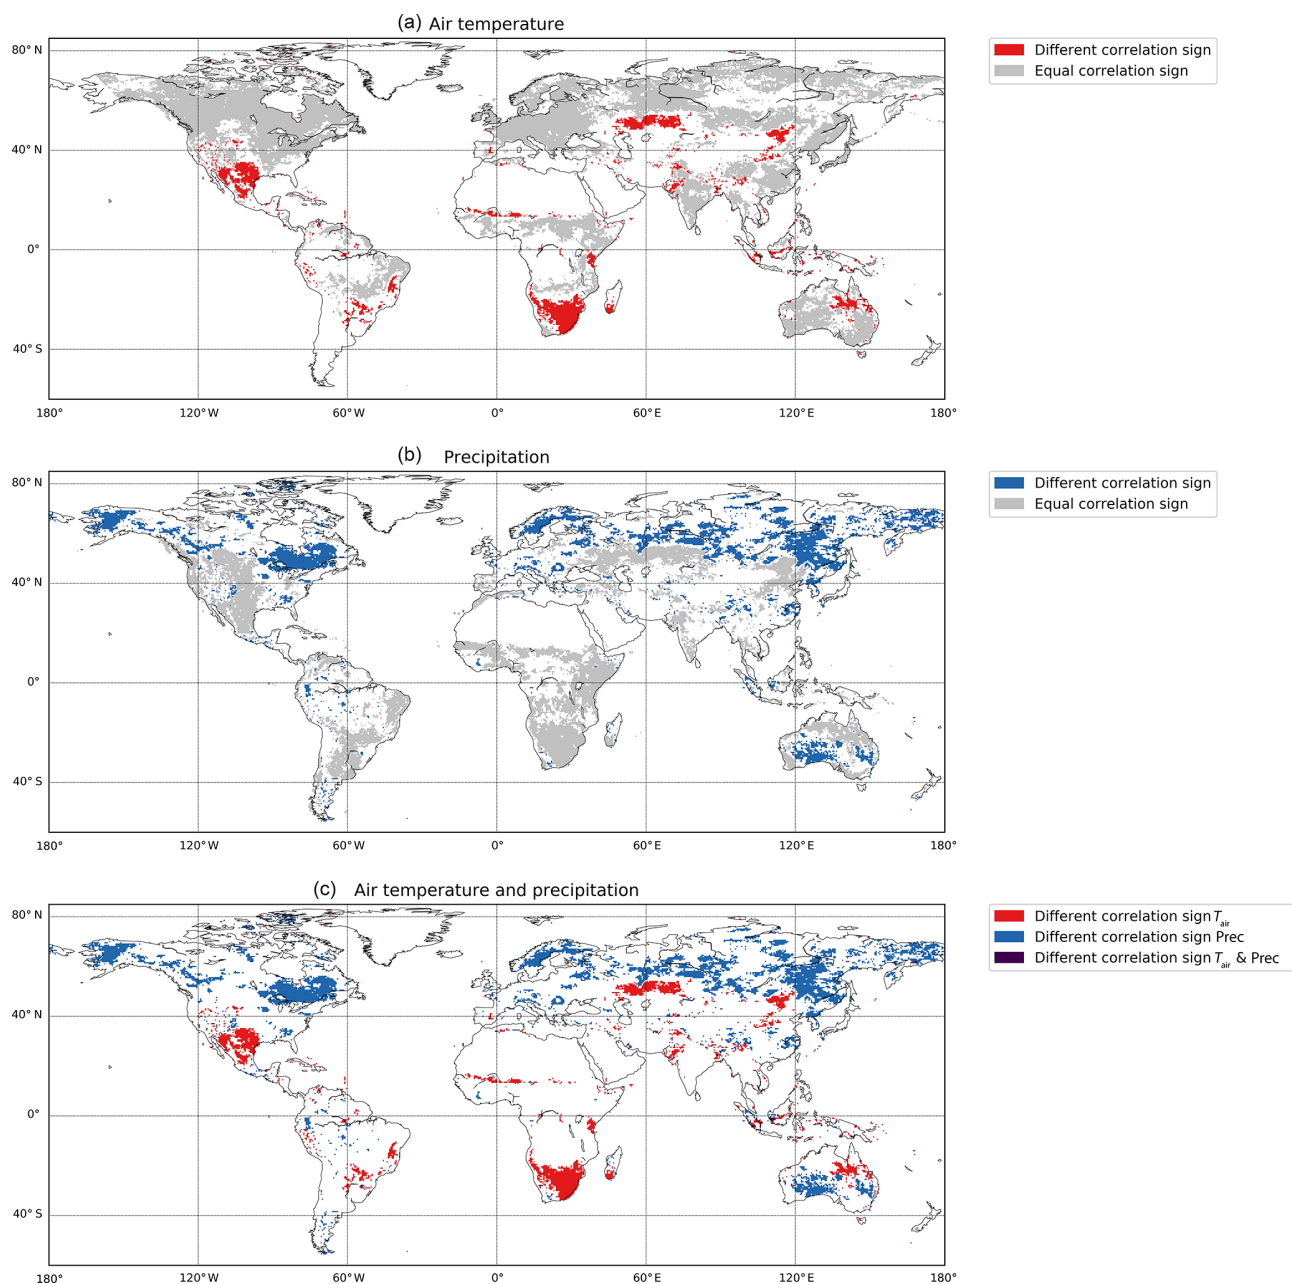 (a) Air temperature
80° N
40° N
0°
40° S
180°
120°W
60°W
0°
60°E
120°E
180°
Different correlation sign
Equal correlation sign
(b) Precipitation
80° N
40° N
0°
40° S
180°
120°W
60°W
0°
60°E
120°E
180°
Different correlation sign
Equal correlation sign
(c) Air temperature and precipitation
80° N
40° N
0°
40° S
180°
120°W
60°W
0°
60°E
120°E
180°
Different correlation sign Tair
Different correlation sign Prec
Different correlation sign Tair & Prec